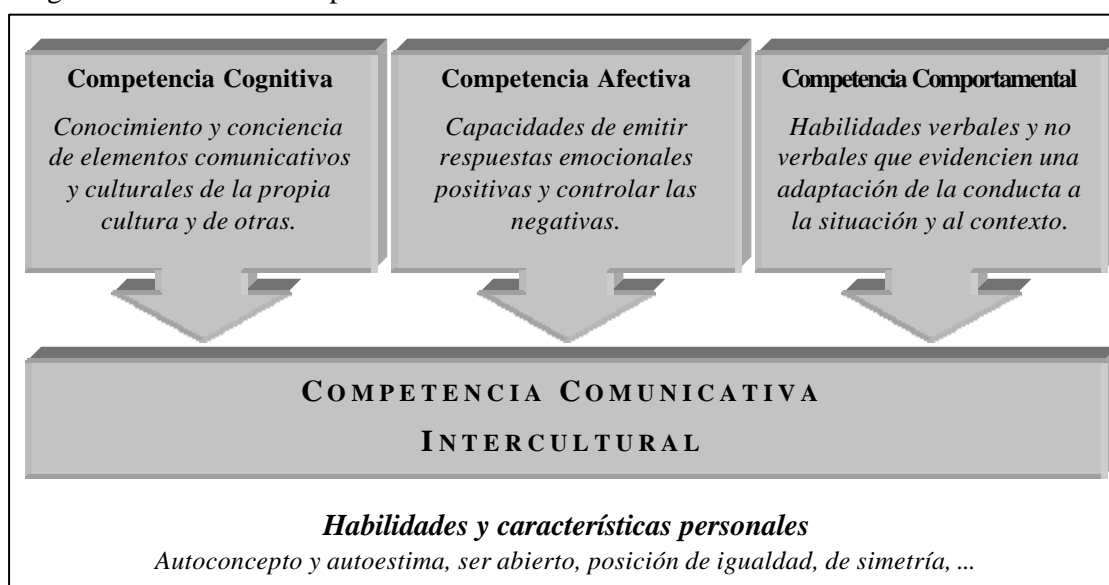 Competencia Cognitiva
Conocimiento y conciencia
de elementos comunicativos
y culturales de la propia
cultura y de otras.
Competencia Afectiva
Capacidades de emitir
respuestas emocionales
positivas y controlar las
negativas.
Competencia Comportamental
Habilidades verbales y no
verbales que evidencien una
adaptación de la conducta a
la situación y al contexto.
COMPETENCIA COMUNICATIVA
INTERCULTURAL
Habilidades y características personales
Autoconcepto y autoestima, ser abierto, posición de igualdad, de simetría, ...